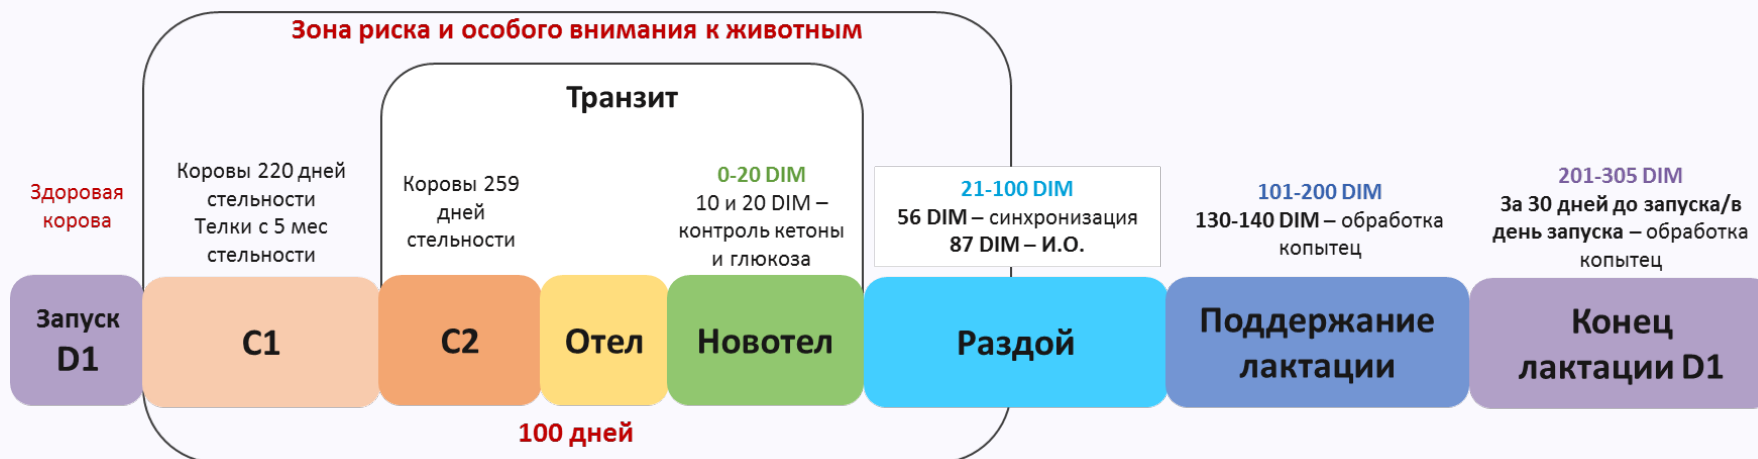 Зона риска и особого внимания к животным
Транзит
Здоровая
корова
Коровы 220 дней
стельности
Телки с 5 мес
стельности
Коровы 259
дней
стельности
0-20 DIM
10 и 20 DIM –
контроль кетоны
и глюкоза
21-100 DIM
56 DIM – синхронизация
87 DIM – И.О.
101-200 DIM
130-140 DIM – обработка
копытец
201-305 DIM
За 30 дней до запуска/в
день запуска – обработка
копытец
Запуск
D1
С1
С2
Отел
Новотел
Раздой
Поддержание
лактации
Конец
лактации D1
100 дней